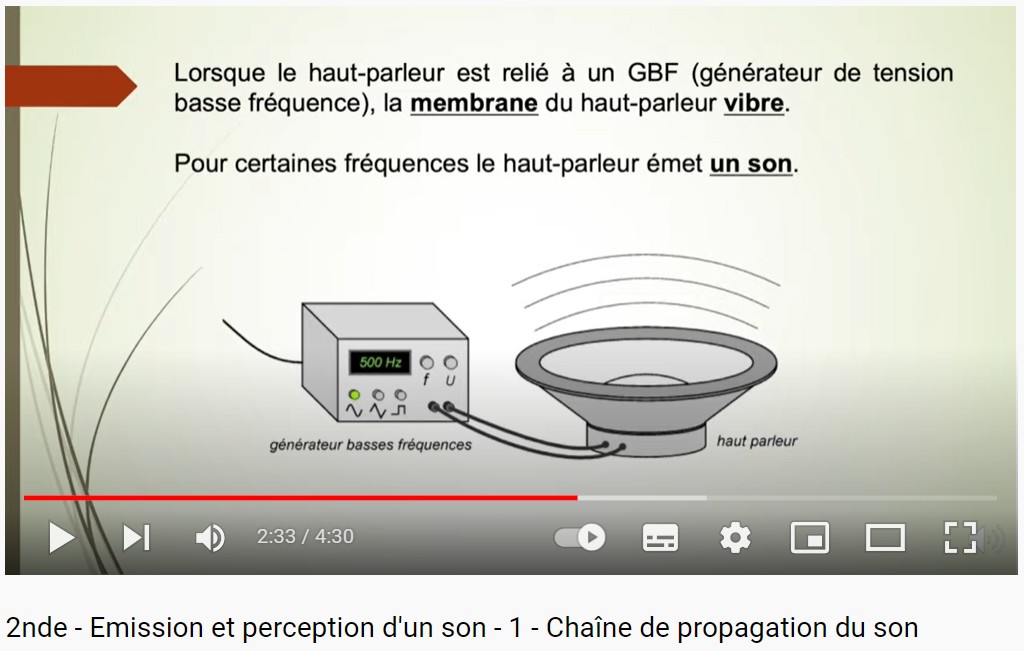 Lorsque le haut-parleur est relié à un GBF (générateur de tension
basse fréquence), la membrane du haut-parleur vibre.
Pour certaines fréquences le haut-parleur émet un son.
500 Hz
f U
générateur basses fréquences
haut parleur
2:33 / 4:30
2nde - Emission et perception d'un son - 1 - Chaîne de propagation du son